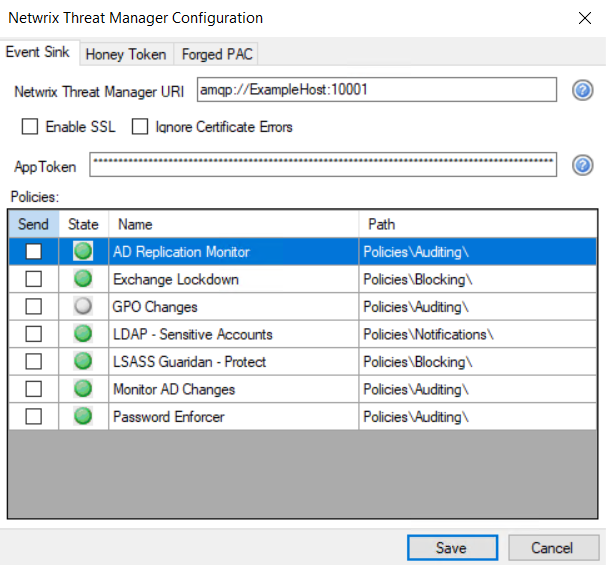 Netwrix Threat Manager Configuration
Event Sink Honey Token Forged PAC
Netwrix Threat Manager URI amqp://ExampleHost:10001
Enable SSL Ignore Certificate Errors
App Token ****************************************************************************************************
Policies:
Send State Name Path
AD Replication Monitor Policies\Auditing\
Exchange Lockdown Policies\Blocking\
GPO Changes Policies\Auditing\
LDAP - Sensitive Accounts Policies\Notifications\
LSASS Guaridan - Protect Policies\Blocking\
Monitor AD Changes Policies\Auditing\
Password Enforcer Policies\Auditing\
Save Cancel